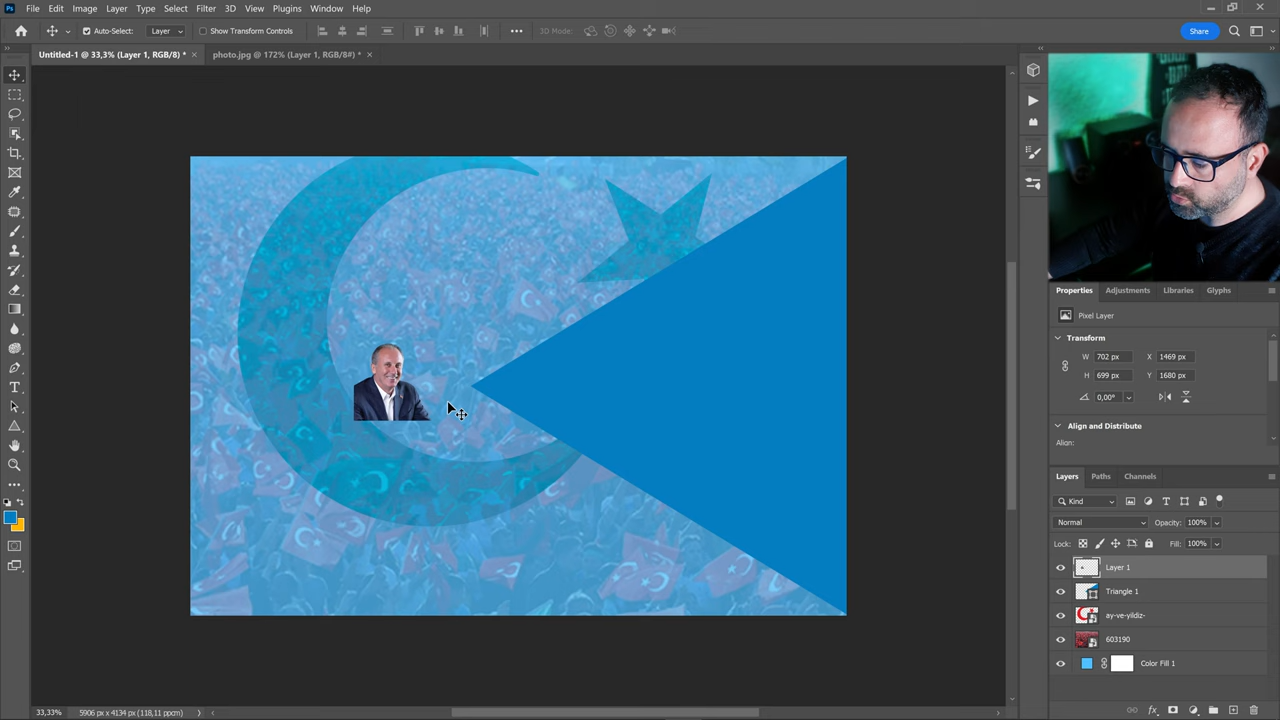 Ps File Edit Image Layer Type Select Filter 3D View Plugins Window Help
Auto-Select: Layer Show Transform Controls 3D Mode: Share
Untitled-1 @ 33,3% (Layer 1, RGB/8) * × photo.jpg @ 172% (Layer 1, RGB/8#) * ×
Properties Adjustments Libraries Glyphs
Pixel Layer
Transform
W 702 px X 1469 px
H 699 px Y 1680 px
0,00°
Align and Distribute
Align:
Layers Paths Channels
Kind
Normal Opacity: 100%
Lock: Fill: 100%
Layer 1
Triangle 1
ay-ve-yildiz-
603190
Color Fill 1
33,33% 5906 px x 4134 px (118,11 ppcm)